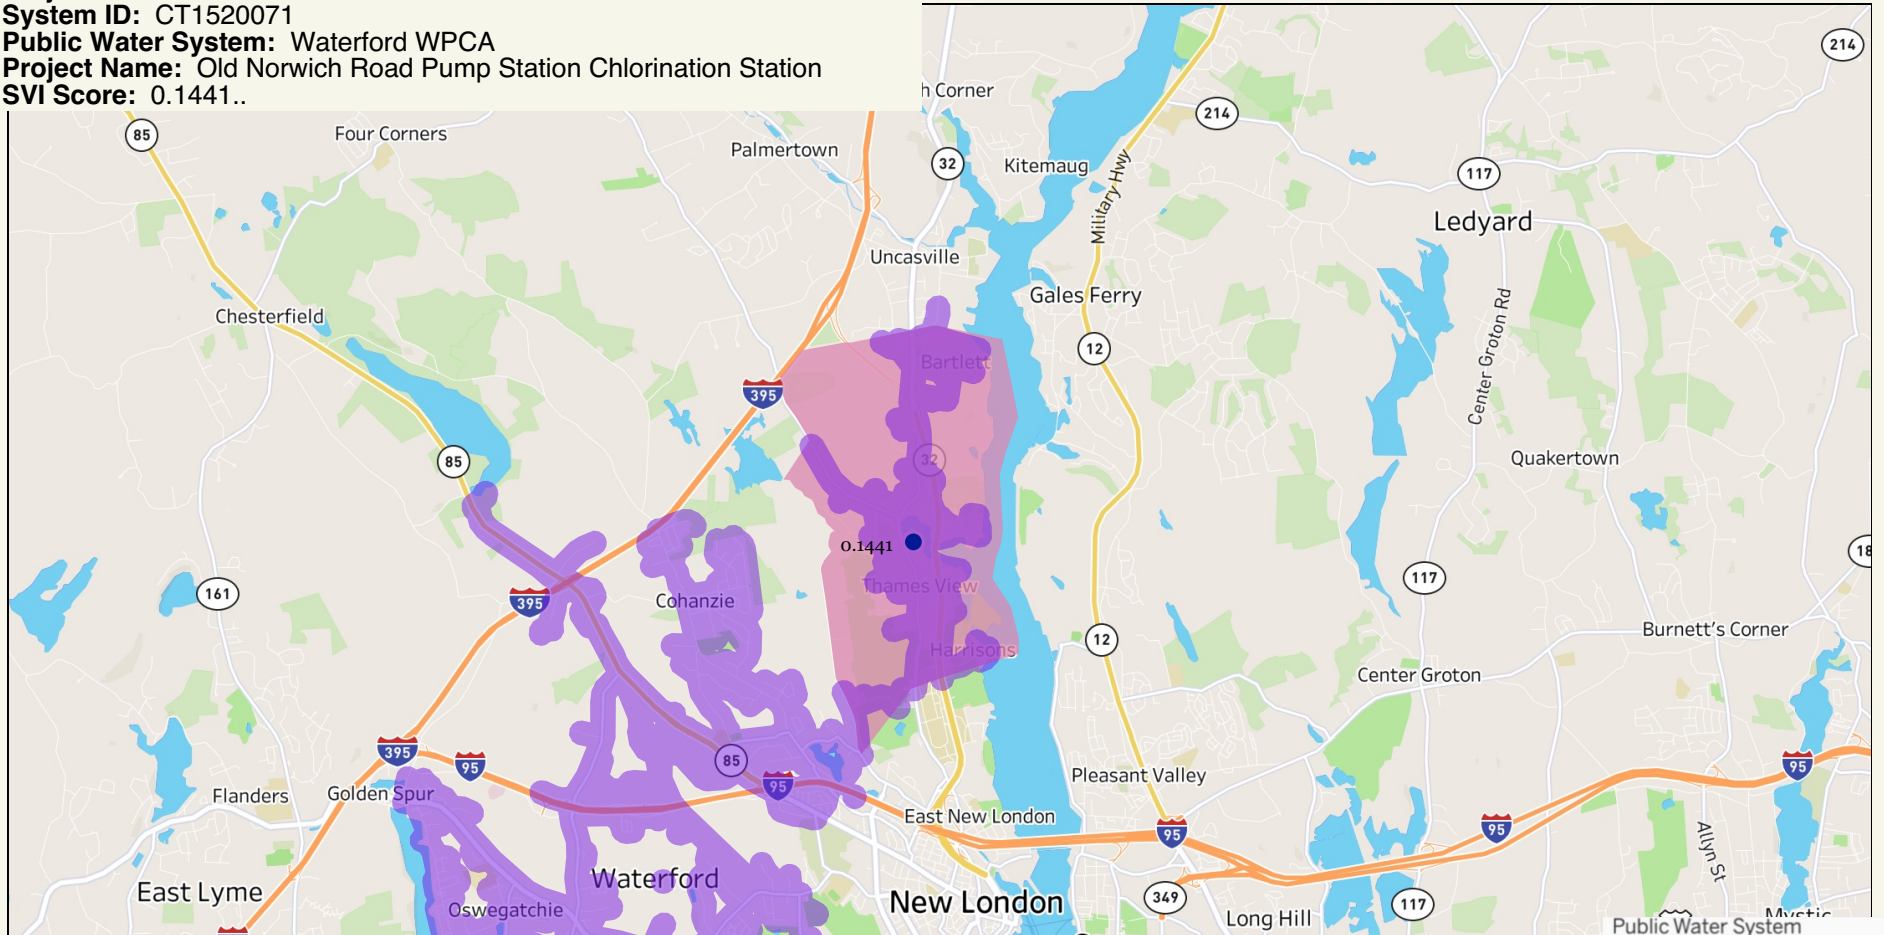 System ID: CT1520071
Public Water System: Waterford WPCA
Project Name: Old Norwich Road Pump Station Chlorination Station
SVI Score: 0.1441..
214
h Corner
85
Four Corners
Palmertown
32
Kitemaug
214
117
Military Hwy
Ledyard
Uncasville
Chesterfield
Gales Ferry
12
Bartlett
395
Center Groton Rd
85
32
Quakertown
0.1441
18
Thames View
117
161
395
Cohanzie
Burnett's Corner
12
Harrisons
Center Groton
395
95
85
95
Pleasant Valley
95
Flanders
Golden Spur
East New London
95
95
Allyn St
East Lyme
Waterford
Oswegatchie
New London
349
117
Long Hill
Mystic
Public Water System